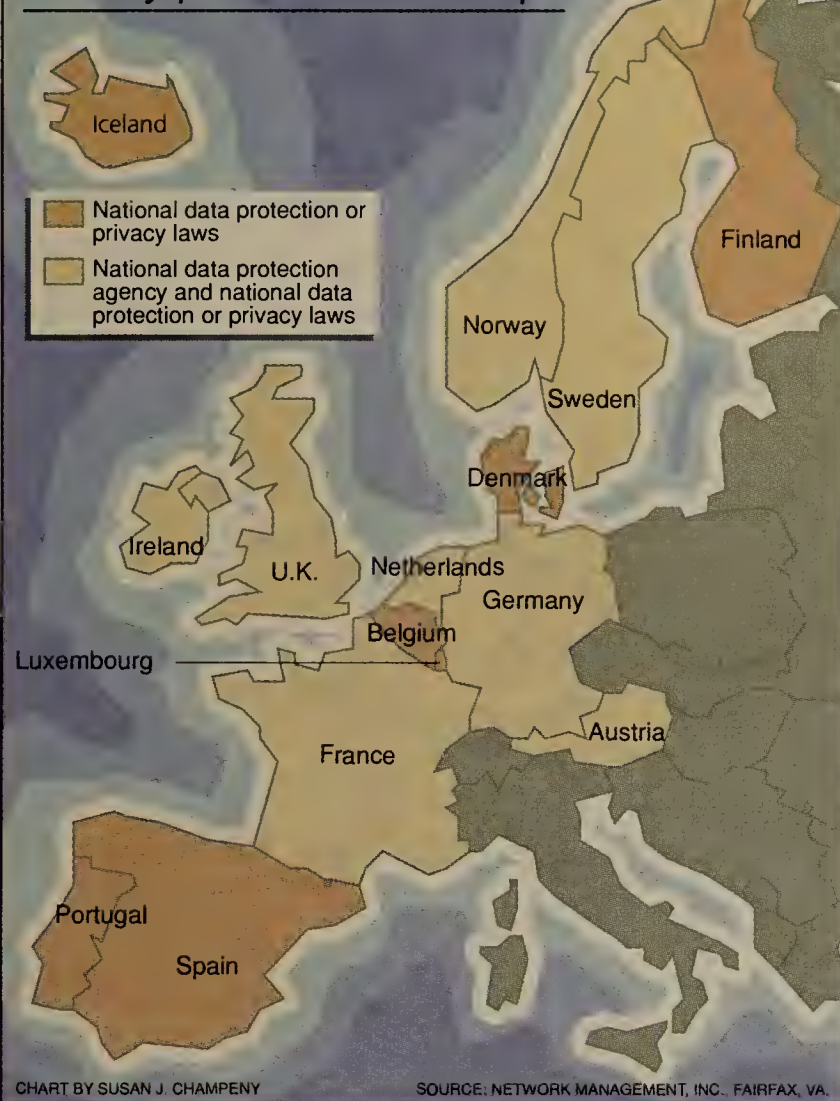 Iceland
National data protection or
privacy laws
National data protection
agency and national data
protection or privacy laws
Finland
Norway
Sweden
Denmark
Ireland
U.K.
Netherlands
Germany
Belgium
Luxembourg
Austria
France
Portugal
Spain
CHART BY SUSAN J. CHAMPENY
SOURCE: NETWORK MANAGEMENT, INC., FAIRFAX, VA.